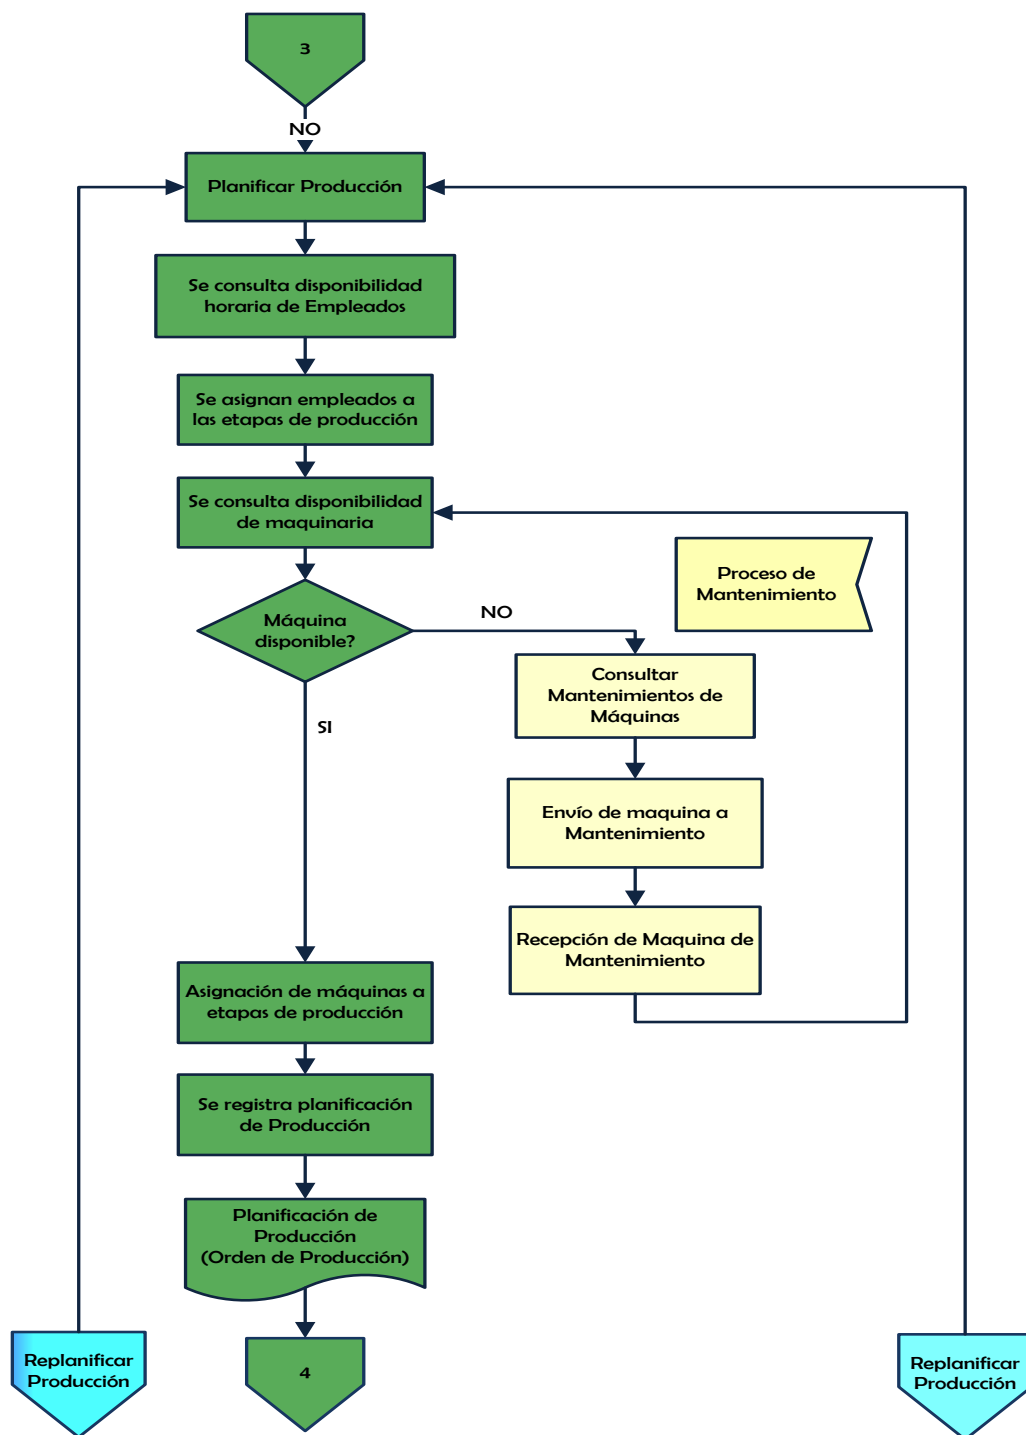 3
NO
Planificar Producción
Se consulta disponibilidad
horaria de Empleados
Se asignan empleados a
las etapas de producción
Se consulta disponibilidad
de maquinaria
Proceso de
Mantenimiento
Máquina
disponible?
NO
Consultar
Mantenimientos de
Máquinas
SI
Envío de maquina a
Mantenimiento
Recepción de Maquina de
Mantenimiento
Asignación de máquinas a
etapas de producción
Se registra planificación
de Producción
Planificación de
Producción
(Orden de Producción)
Replanificar
Producción
4
Replanificar
Producción